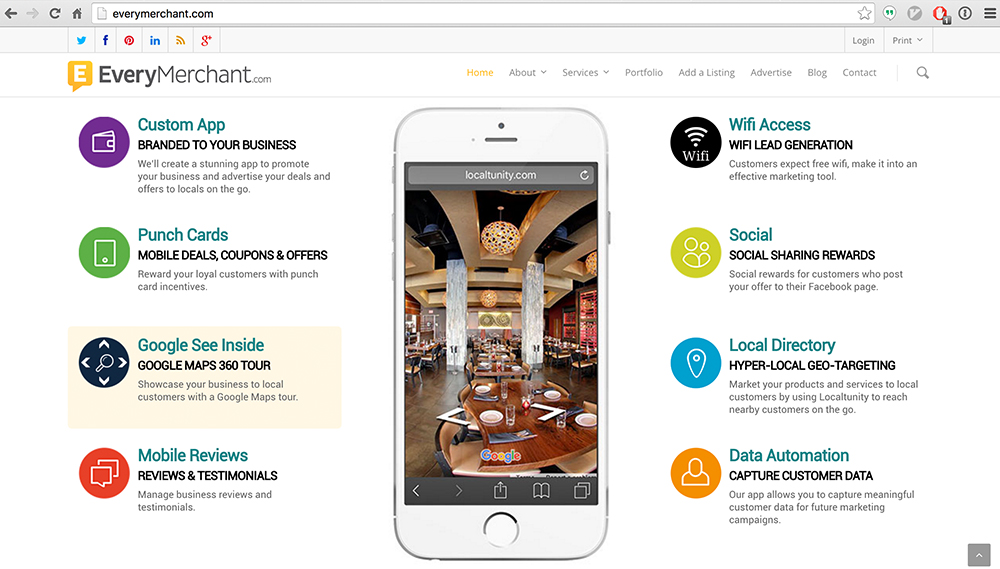 everymerchant.com
Login
Print
E EveryMerchant.com
Home About Services Portfolio Add a Listing Advertise Blog Contact
Custom App
BRANDED TO YOUR BUSINESS
We'll create a stunning app to promote
your business and advertise your deals and
offers to locals on the go.
Punch Cards
MOBILE DEALS, COUPONS & OFFERS
Reward your loyal customers with punch
card incentives.
Google See Inside
GOOGLE MAPS 360 TOUR
Showcase your business to local
customers with a Google Maps tour.
Mobile Reviews
REVIEWS & TESTIMONIALS
Manage business reviews and
testimonials.
localtunity.com
Google
Wifi
Wifi Access
WIFI LEAD GENERATION
Customers expect free wifi, make it into an
effective marketing tool.
Social
SOCIAL SHARING REWARDS
Social rewards for customers who post
your offer to their Facebook page.
Local Directory
HYPER-LOCAL GEO-TARGETING
Market your products and services to local
customers by using Localtunity to reach
nearby customers on the go.
Data Automation
CAPTURE CUSTOMER DATA
Our app allows you to capture meaningful
customer data for future marketing
campaigns.